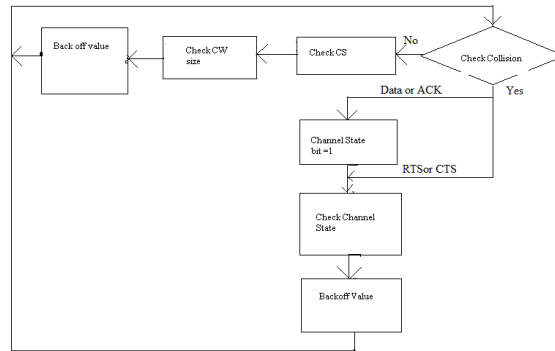 Back off value
Check CW
size
Check CS
No
Check Collision
Yes
Data or ACK
Channel State
bit =1
RTSor CTS
Check Channel
State
Backoff Value